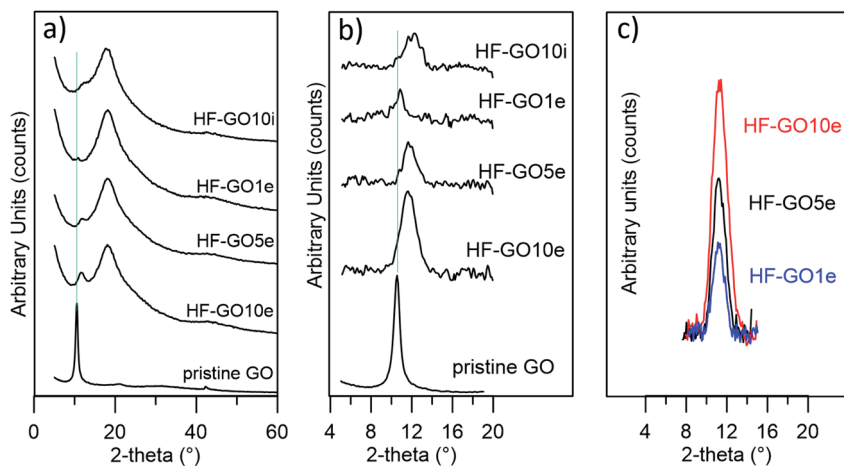 a)
Arbitrary Units (counts)
HF-GO10i
HF-GO1e
HF-GO5e
HF-GO10e
pristine GO
0 20 40 60
2-theta (°)
b)
Arbitrary Units (counts)
HF-GO10i
HF-GO1e
HF-GO5e
HF-GO10e
pristine GO
4 8 12 16 20
2-theta (°)
c)
Arbitrary units (counts)
HF-GO10e
HF-GO5e
HF-GO1e
4 8 12 16 20
2-theta (°)